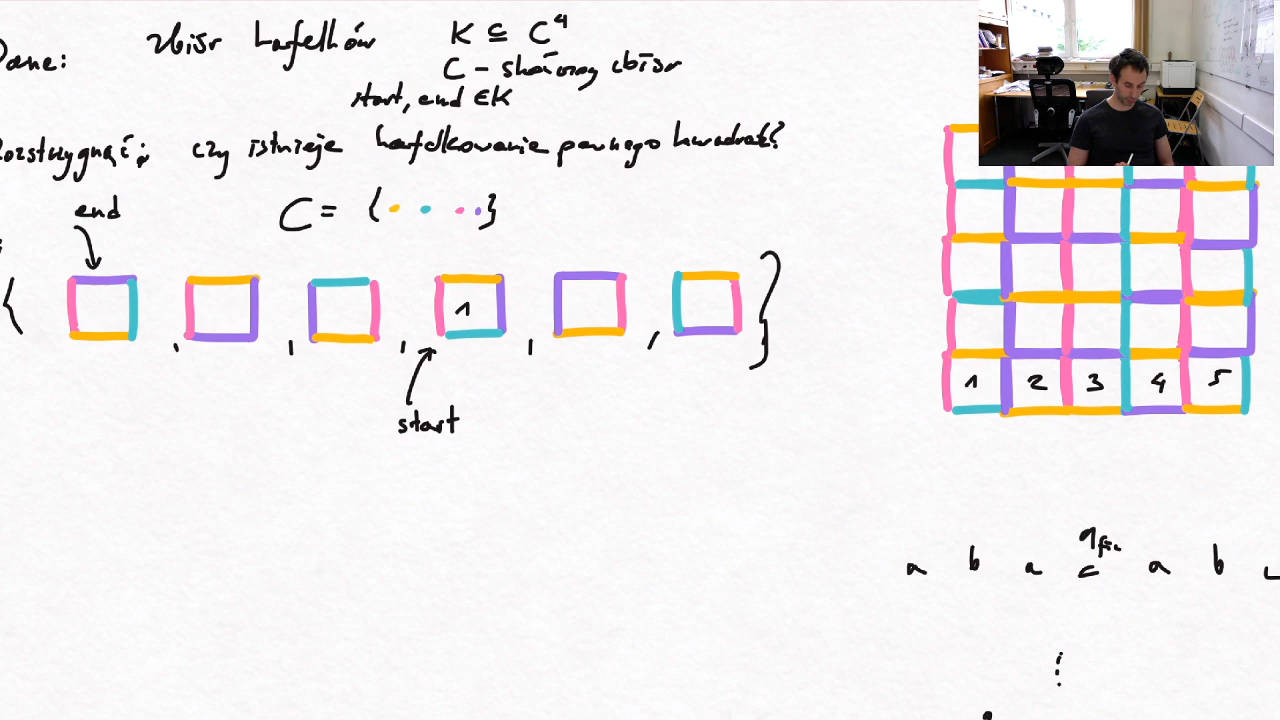 Dane: zbiór kafelków K ⊆ C⁴
C - skończony zbiór
start, end ∈ K
Rozstrzygnąć: czy istnieje kafelkowanie pewnego kwadratu?
end
C = { }
{ , , , 1 , , }
start
1 2 3 4 5
q fin
a b a c a b
⋮